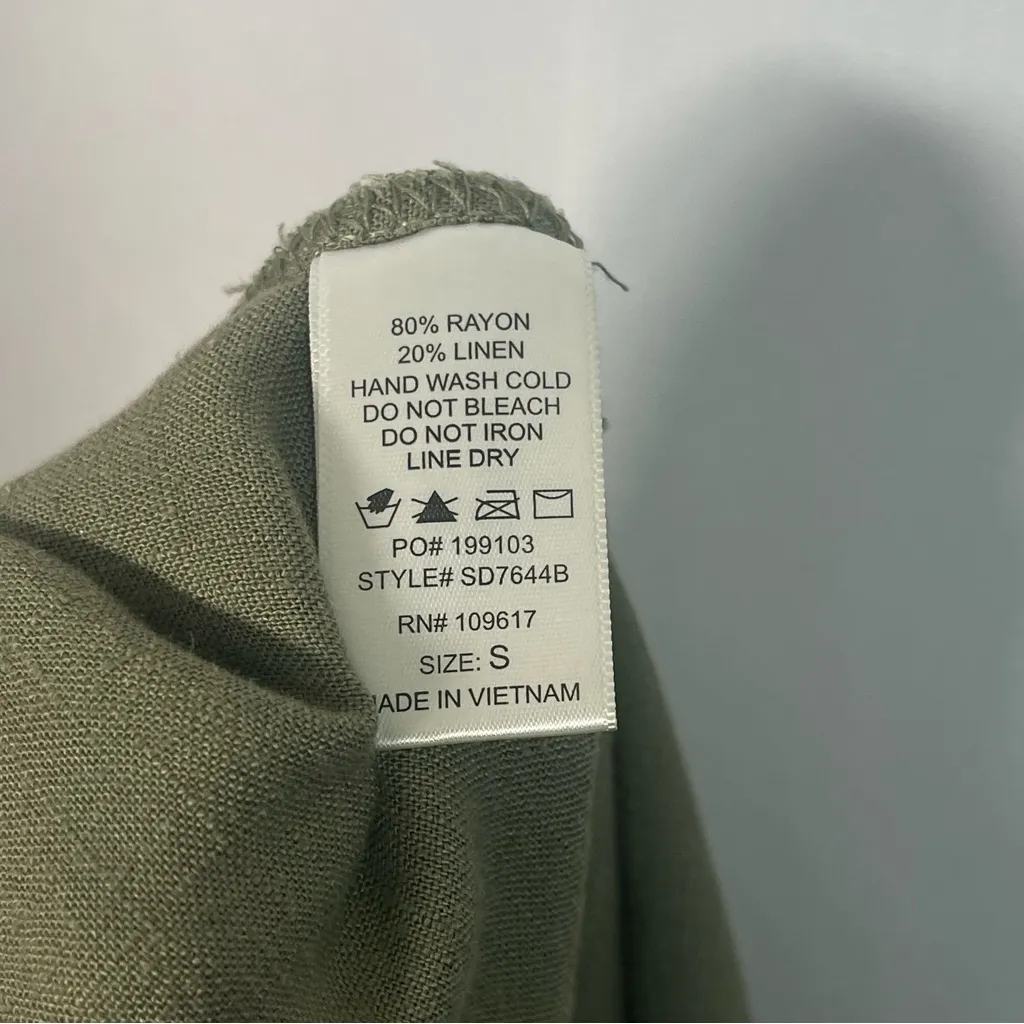 80% RAYON
20% LINEN
HAND WASH COLD
DO NOT BLEACH
DO NOT IRON
LINE DRY
PO# 199103
STYLE# SD7644B
RN# 109617
SIZE: S
ADE IN VIETNAM